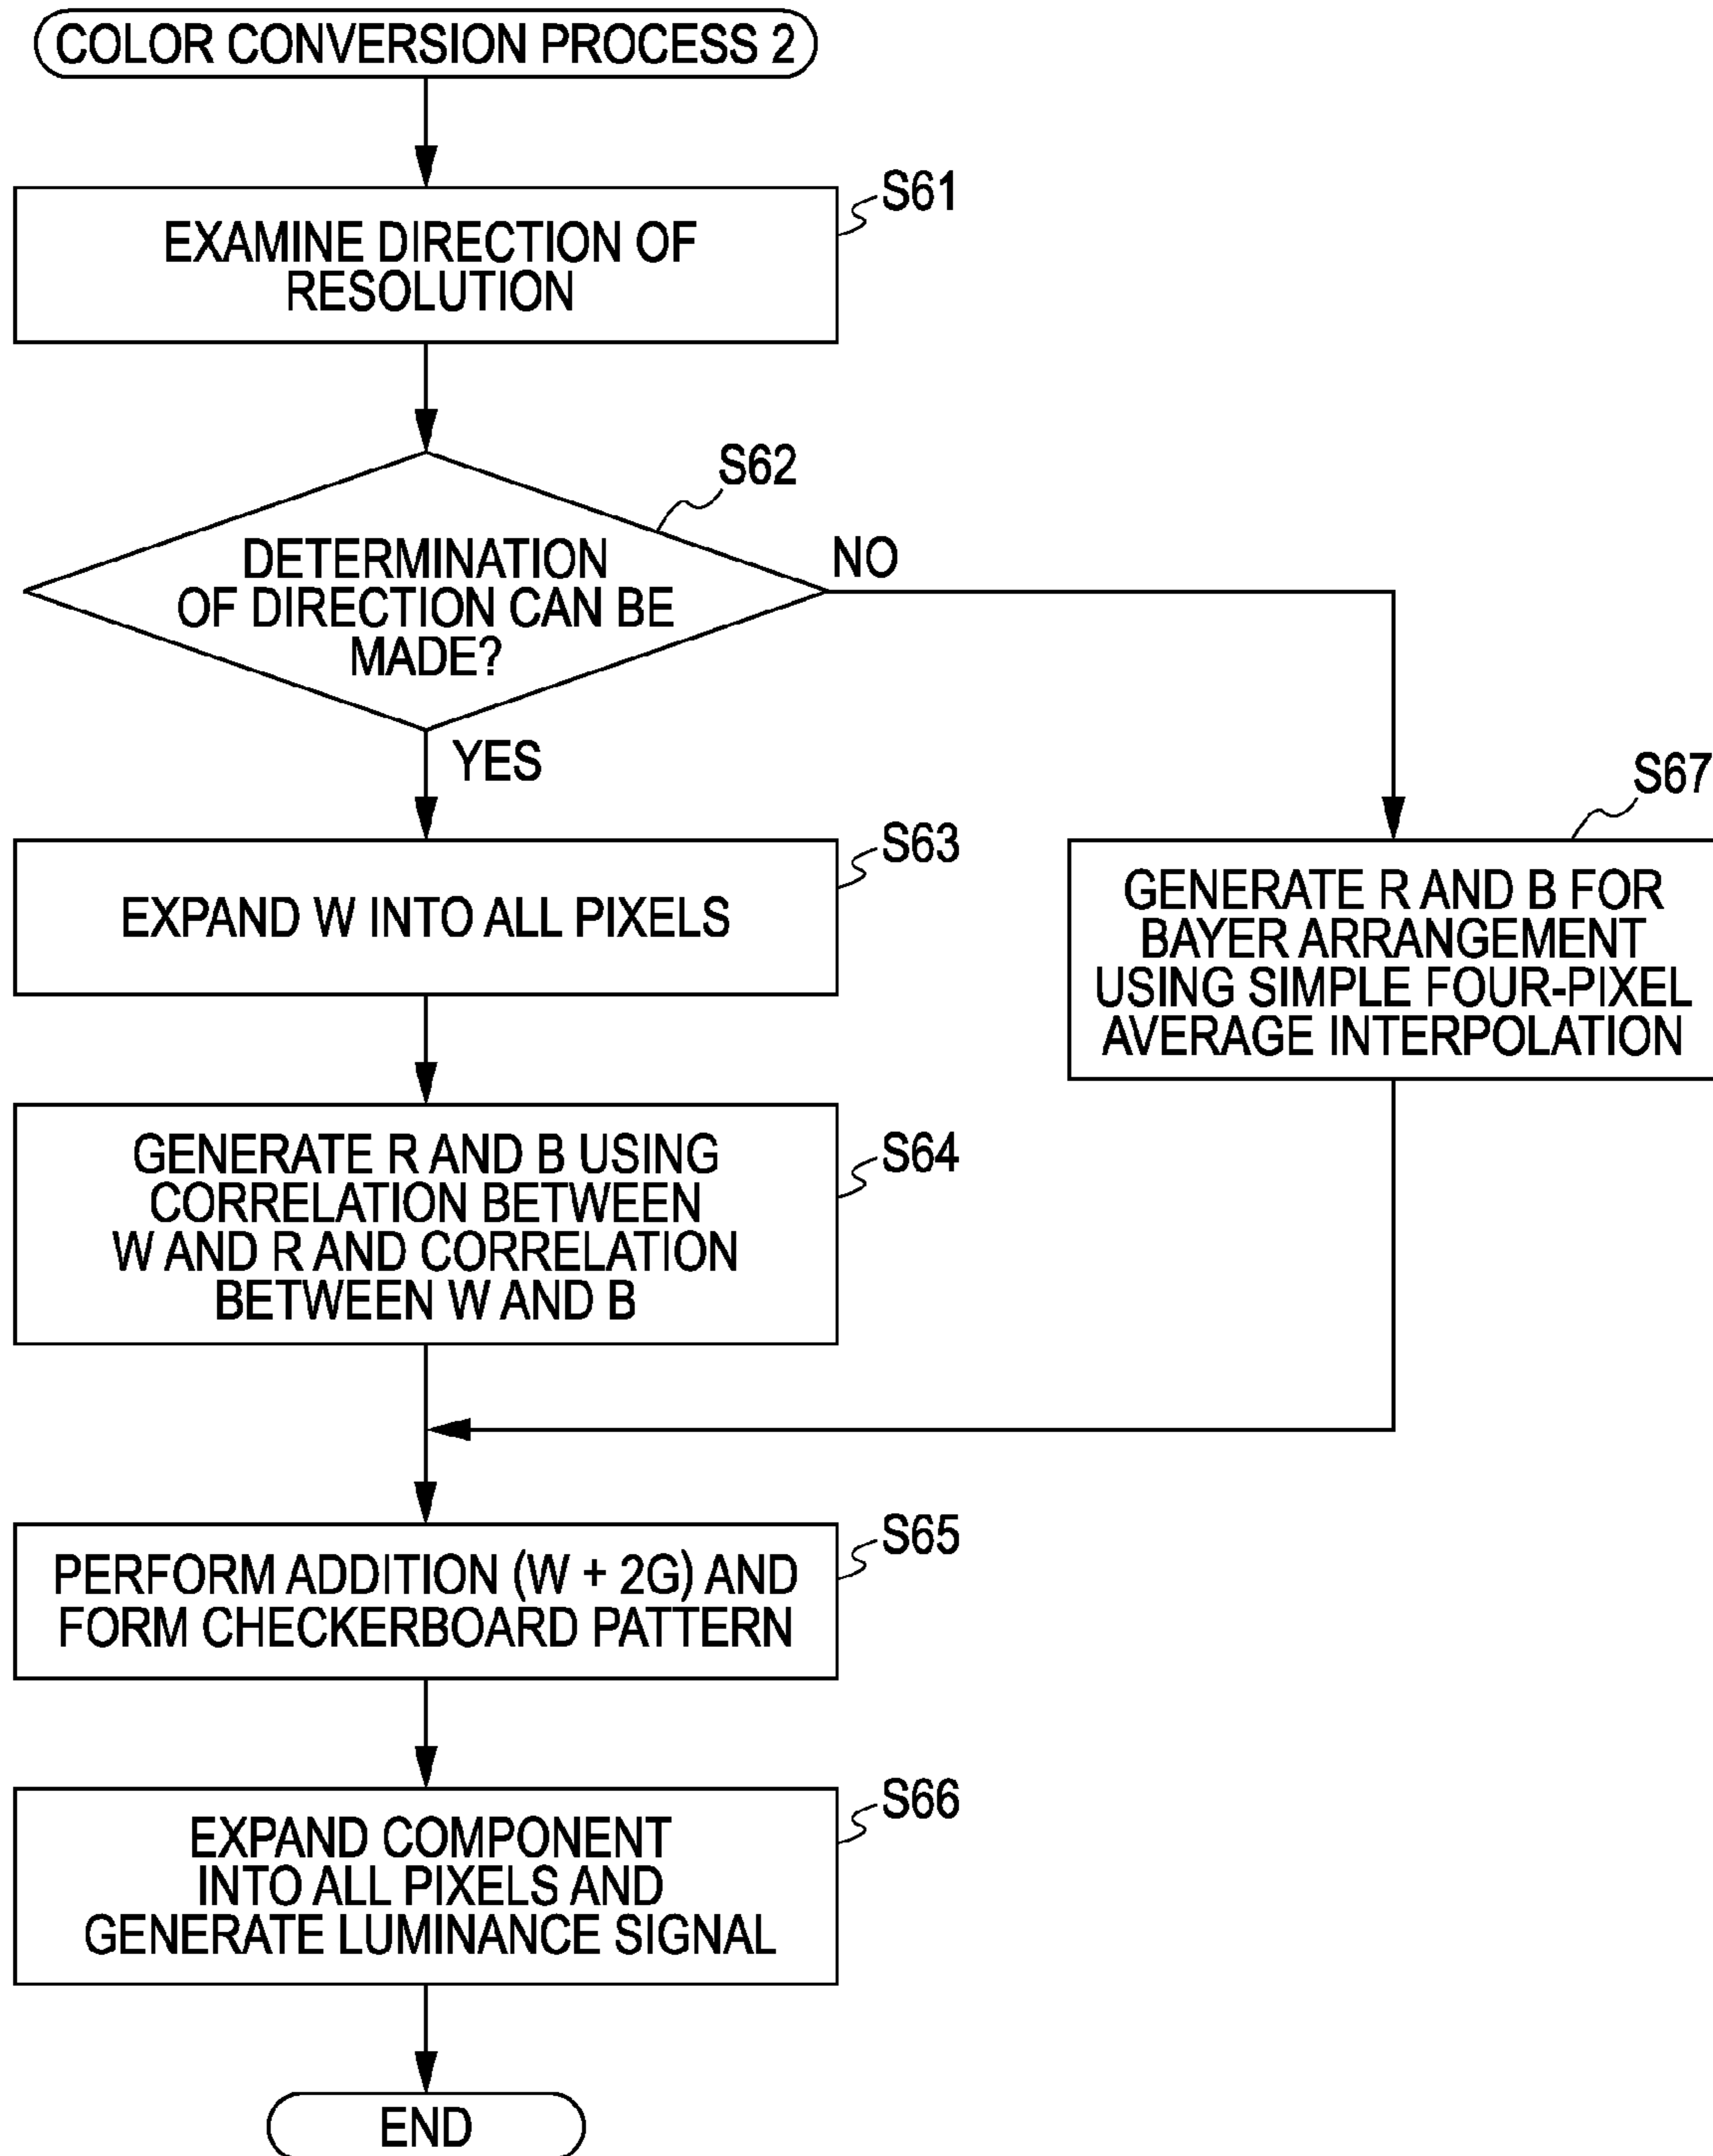 COLOR CONVERSION PROCESS 2
S61
EXAMINE DIRECTION OF
RESOLUTION
S62
DETERMINATION
OF DIRECTION CAN BE
MADE?
NO
YES
S63
EXPAND W INTO ALL PIXELS
S67
GENERATE R AND B FOR
BAYER ARRANGEMENT
USING SIMPLE FOUR-PIXEL
AVERAGE INTERPOLATION
S64
GENERATE R AND B USING
CORRELATION BETWEEN
W AND R AND CORRELATION
BETWEEN W AND B
S65
PERFORM ADDITION (W + 2G) AND
FORM CHECKERBOARD PATTERN
S66
EXPAND COMPONENT
INTO ALL PIXELS AND
GENERATE LUMINANCE SIGNAL
END